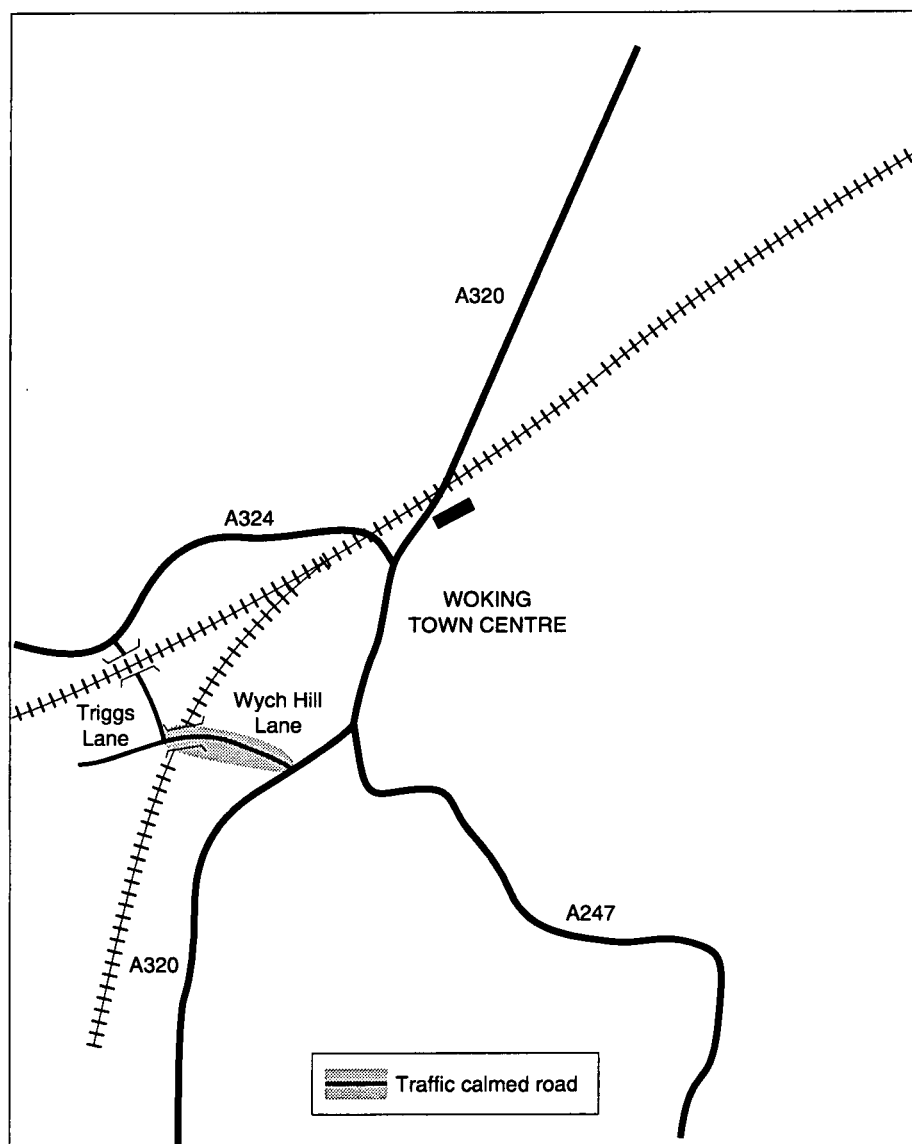 A320
A324
WOKING
TOWN CENTRE
Wych Hill
Lane
Triggs
Lane
A247
A320
Traffic calmed road